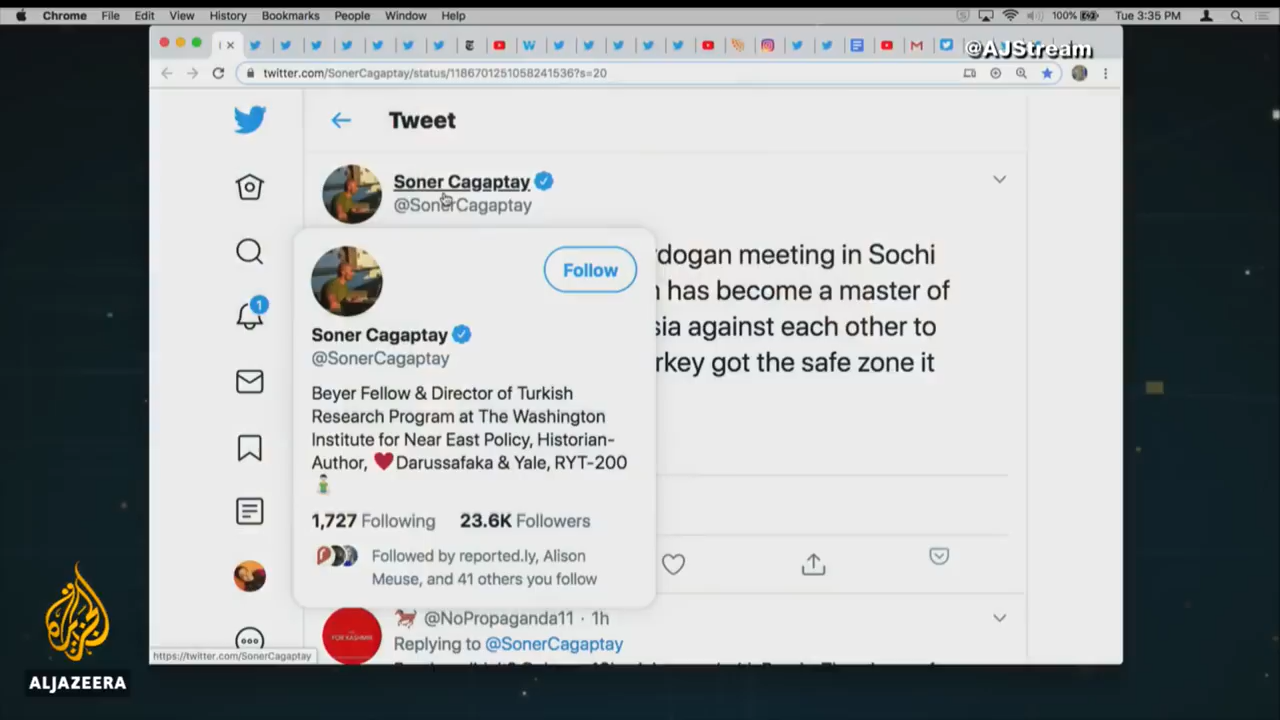 Chrome File Edit View History Bookmarks People Window Help 100% Tue 3:35 PM
@AJStream
twitter.com/SonerCagaptay/status/1186701251058241536?s=20
Tweet
Soner Cagaptay
@SonerCagaptay
dogan meeting in Sochi
has become a master of
sia against each other to
rkey got the safe zone it
Follow
Soner Cagaptay
@SonerCagaptay
Beyer Fellow & Director of Turkish
Research Program at The Washington
Institute for Near East Policy, Historian-
Author, ❤️Darussafaka & Yale, RYT-200
1,727 Following 23.6K Followers
Followed by reported.ly, Alison
Meuse, and 41 others you follow
1
@NoPropaganda11 · 1h
Replying to @SonerCagaptay
FOR KASHMIR
https://twitter.com/SonerCagaptay
ALJAZEERA
الجزيرة